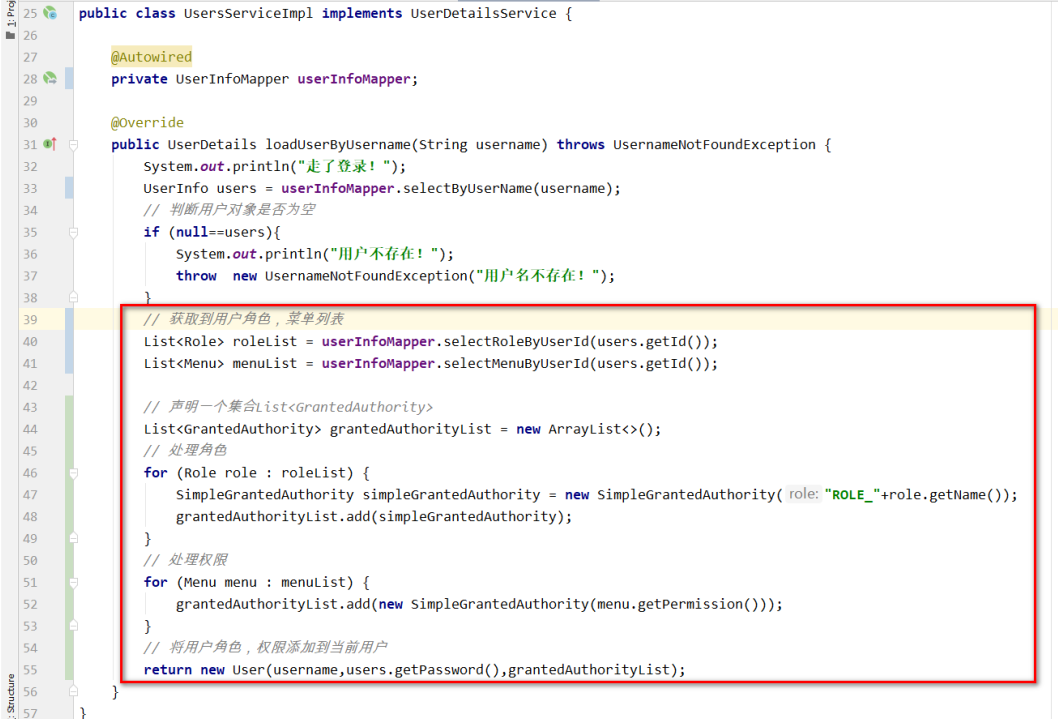 1: Proj
25 public class UsersServiceImpl implements UserDetailsService {
26
27 @Autowired
28 private UserInfoMapper userInfoMapper;
29
30 @Override
31 public UserDetails loadUserByUsername(String username) throws UsernameNotFoundException {
32 System.out.println("走了登录！");
33 UserInfo users = userInfoMapper.selectByUserName(username);
34 // 判断用户对象是否为空
35 if (null==users){
36 System.out.println("用户不存在！");
37 throw  new UsernameNotFoundException("用户名不存在！");
38 }
39 // 获取到用户角色，菜单列表
40 List<Role> roleList = userInfoMapper.selectRoleByUserId(users.getId());
41 List<Menu> menuList = userInfoMapper.selectMenuByUserId(users.getId());
42
43 // 声明一个集合List<GrantedAuthority>
44 List<GrantedAuthority> grantedAuthorityList = new ArrayList<>();
45 // 处理角色
46 for (Role role : roleList) {
47 SimpleGrantedAuthority simpleGrantedAuthority = new SimpleGrantedAuthority( role: "ROLE_"+role.getName());
48 grantedAuthorityList.add(simpleGrantedAuthority);
49 }
50 // 处理权限
51 for (Menu menu : menuList) {
52 grantedAuthorityList.add(new SimpleGrantedAuthority(menu.getPermission()));
53 }
54 // 将用户角色，权限添加到当前用户
55 return new User(username,users.getPassword(),grantedAuthorityList);
56 }
57 }
: Structure